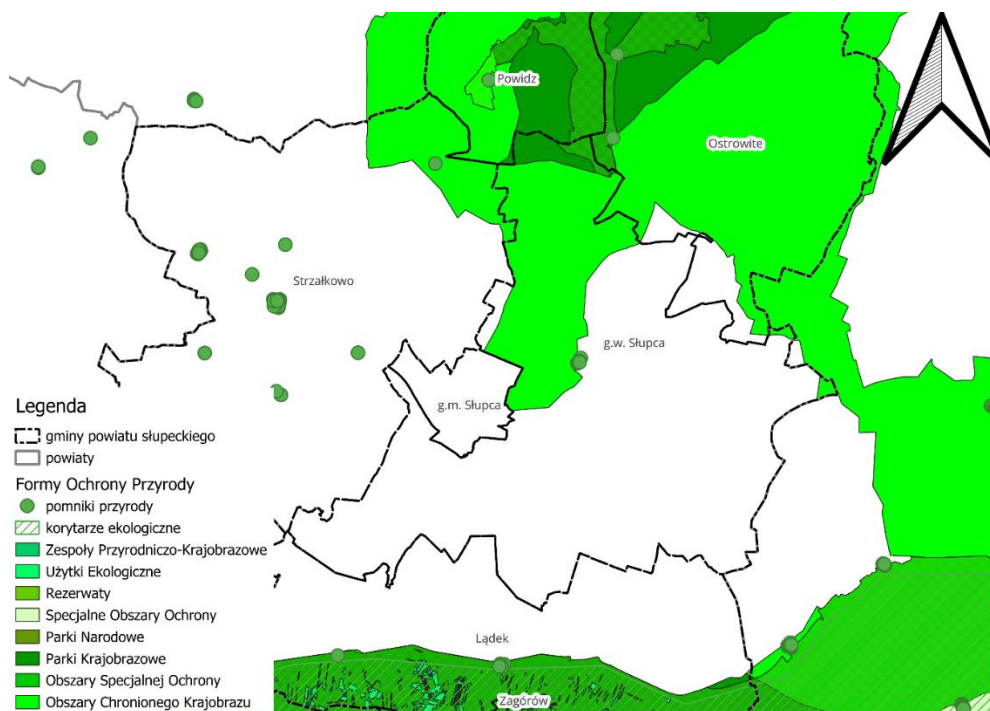 Powidz
Ostrowite
Strzałkowo
g.w. Słupca
g.m. Słupca
Legenda
gminy powiatu słupeckiego
powiaty
Formy Ochrony Przyrody
pomniki przyrody
korytarze ekologiczne
Zespoły Przyrodniczo-Krajobrazowe
Użytki Ekologiczne
Rezerwaty
Specjalne Obszary Ochrony
Parki Narodowe
Parki Krajobrazowe
Obszary Specjalnej Ochrony
Obszary Chronionego Krajobrazu
Lądek
Zagórów